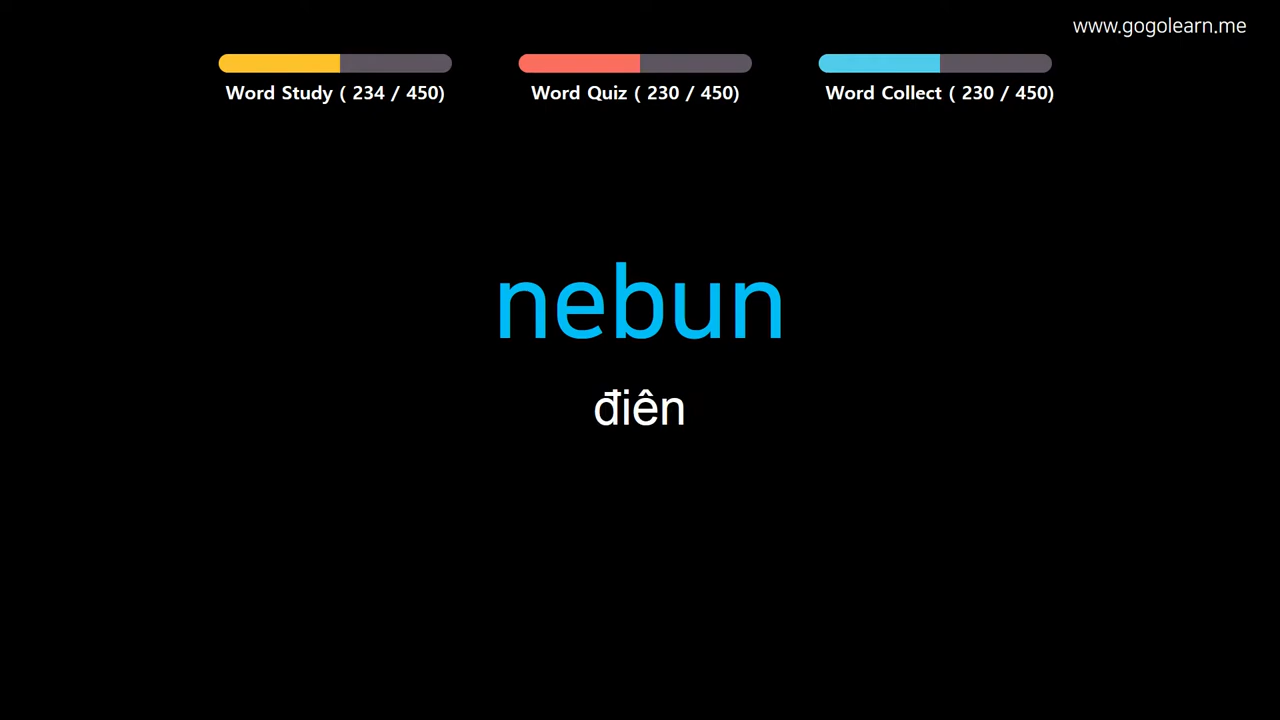 www.gogolearn.me
Word Study ( 234 / 450)
Word Quiz ( 230 / 450)
Word Collect ( 230 / 450)
nebun
điên